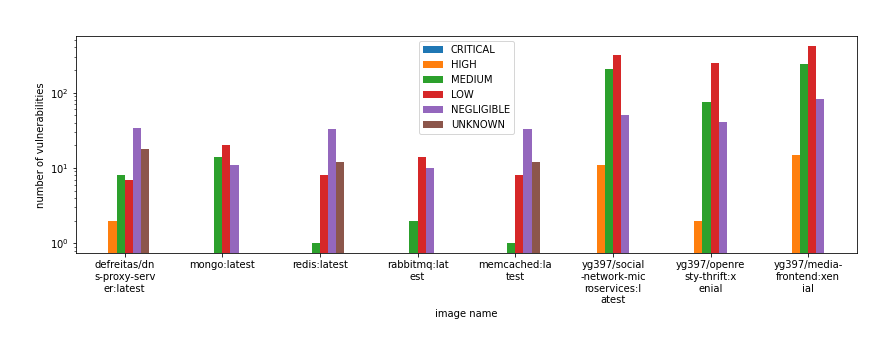 CRITICAL
HIGH
MEDIUM
LOW
NEGLIGIBLE
UNKNOWN
number of vulnerabilities
10²
10¹
10⁰
defreitas/dn
s-proxy-serv
er:latest
mongo:latest
redis:latest
rabbitmq:lat
est
memcached:la
test
yg397/social
-network-mic
roservices:l
atest
yg397/openre
sty-thrift:x
enial
yg397/media-
frontend:xen
ial
image name